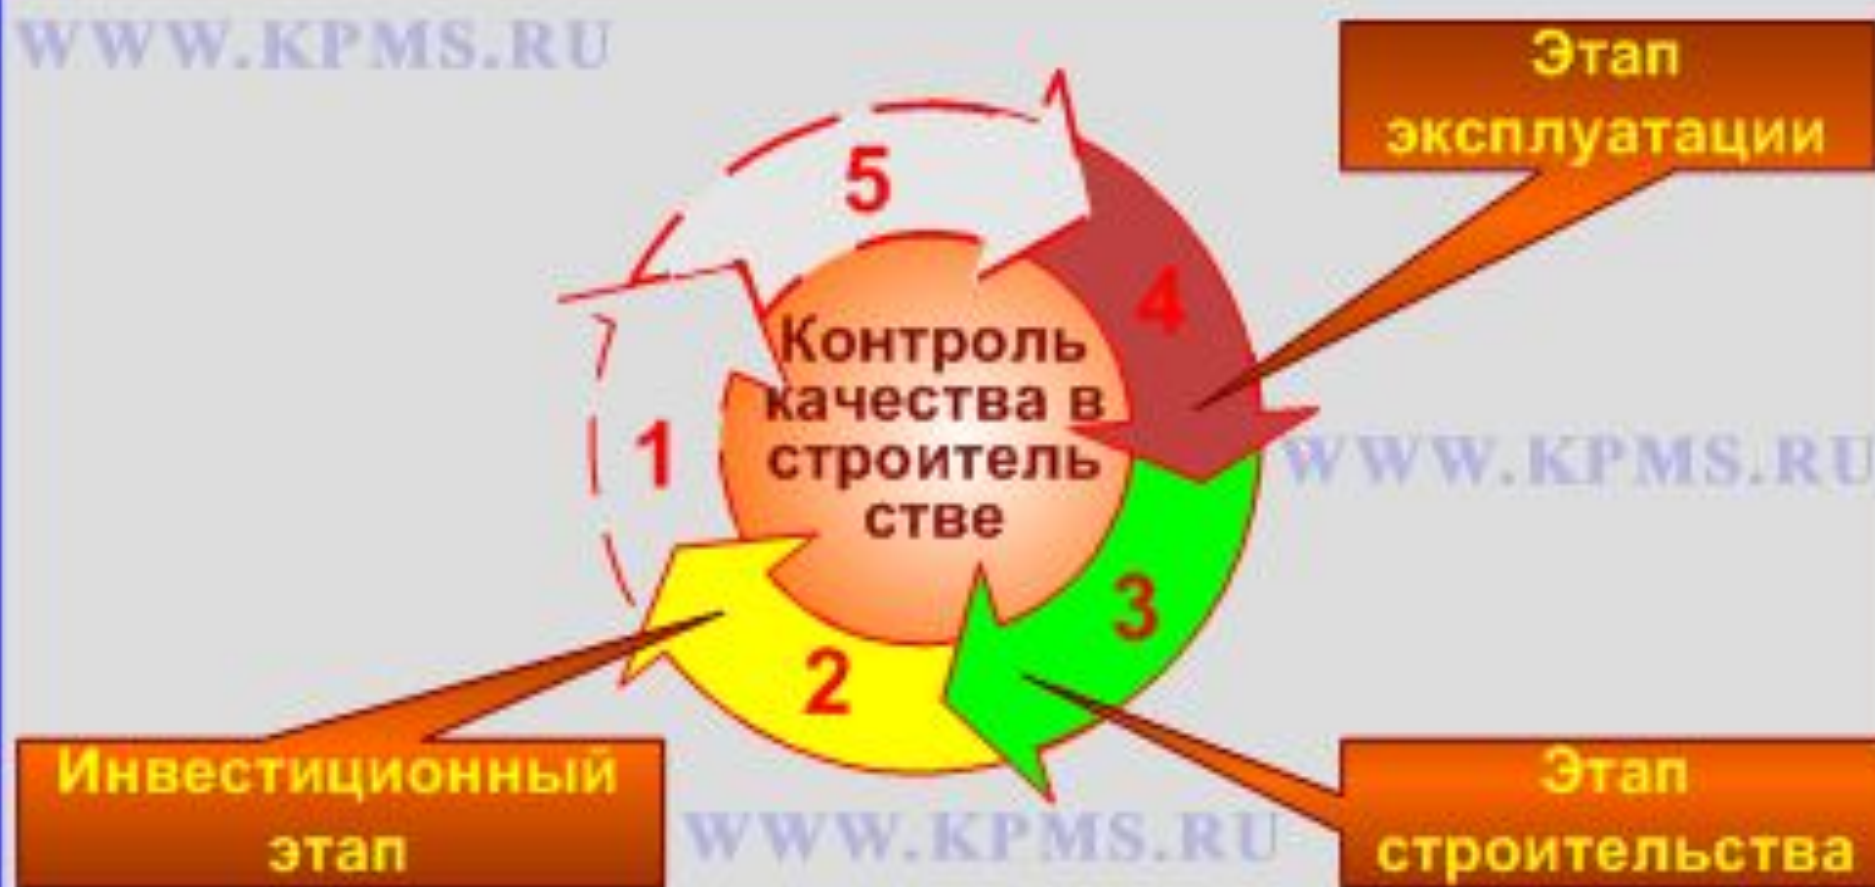 WWW.KPMS.RU
Этап
эксплуатации
5
4
Контроль
качества в
строитель
стве
1
WWW.KPMS.RU
3
2
Инвестиционный
этап
WWW.KPMS.RU
Этап
строительства